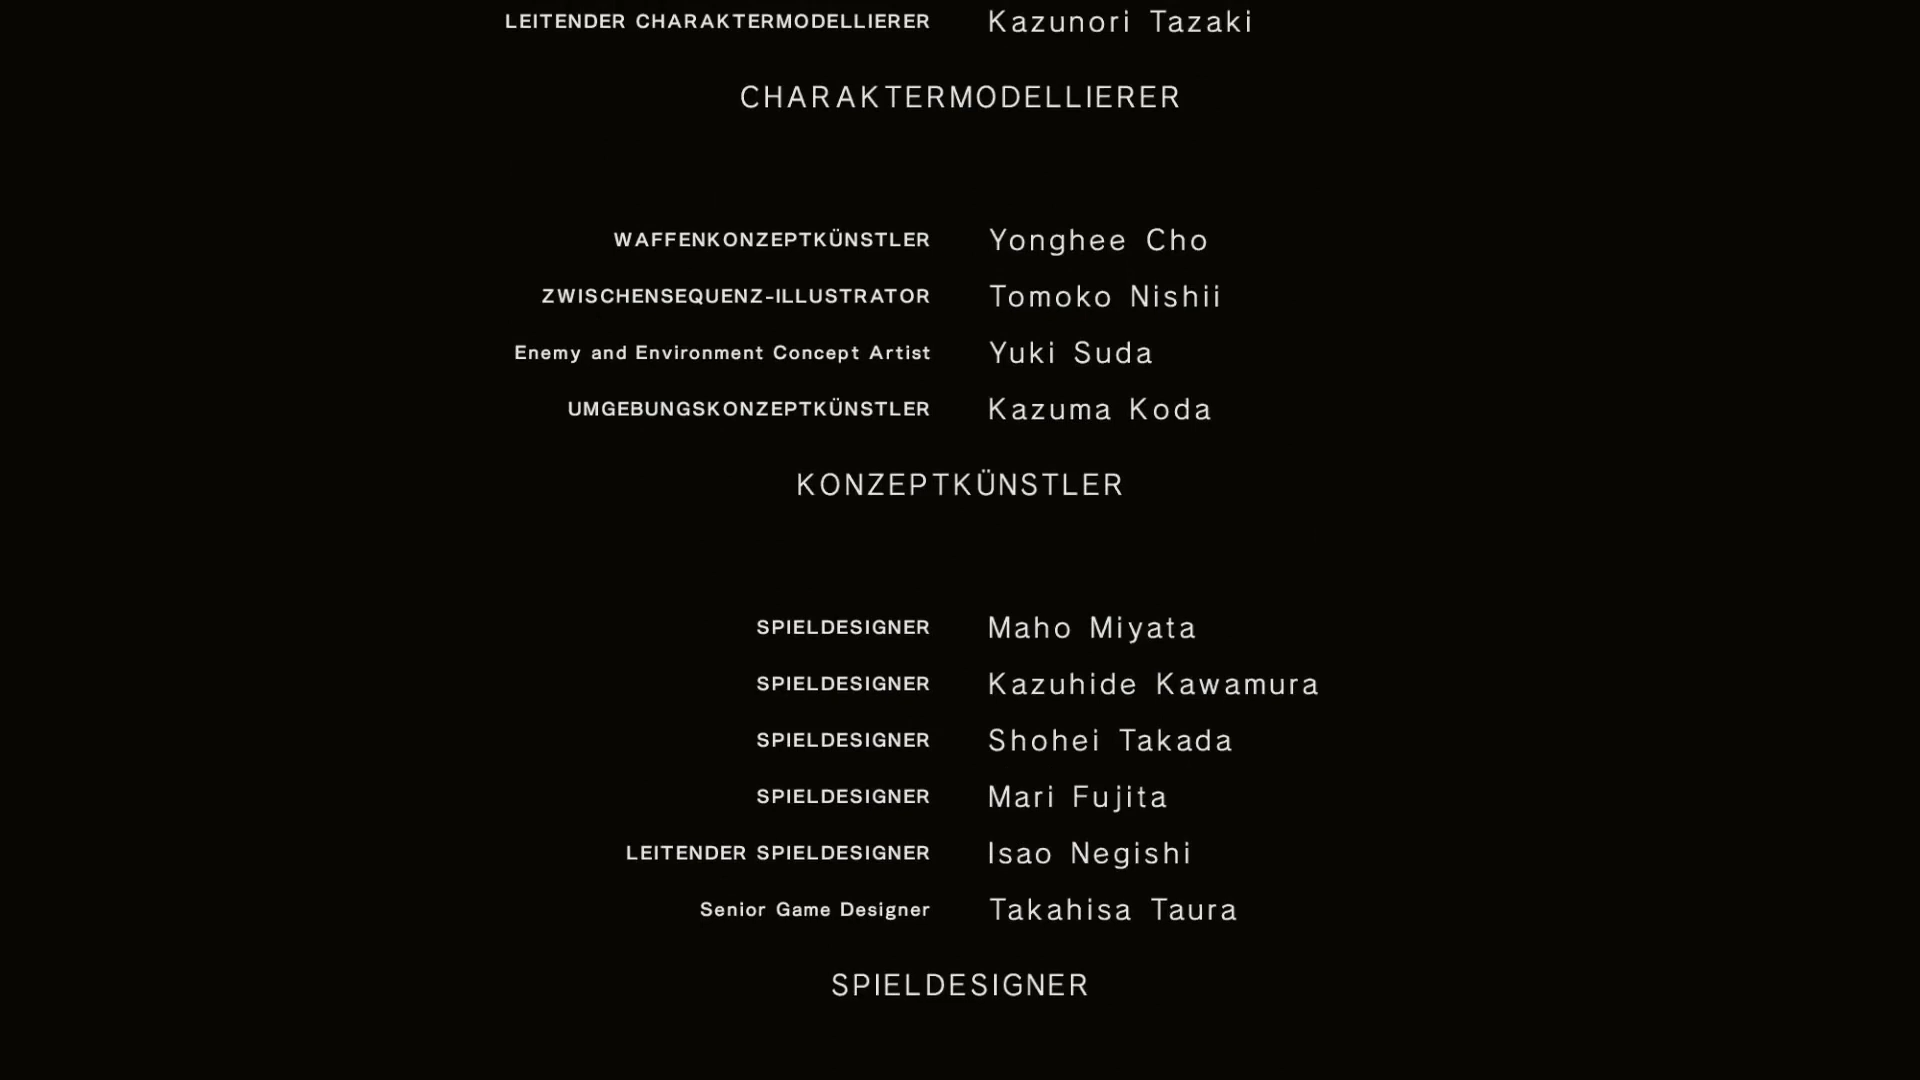 LEITENDER CHARAKTERMODELLIERER Kazunori Tazaki
CHARAKTERMODELLIERER
WAFFENKONZEPTKÜNSTLER Yonghee Cho
ZWISCHENSEQUENZ-ILLUSTRATOR Tomoko Nishii
Enemy and Environment Concept Artist Yuki Suda
UMGEBUNGSKONZEPTKÜNSTLER Kazuma Koda
KONZEPTKÜNSTLER
SPIELDESIGNER Maho Miyata
SPIELDESIGNER Kazuhide Kawamura
SPIELDESIGNER Shohei Takada
SPIELDESIGNER Mari Fujita
LEITENDER SPIELDESIGNER Isao Negishi
Senior Game Designer Takahisa Taura
SPIELDESIGNER